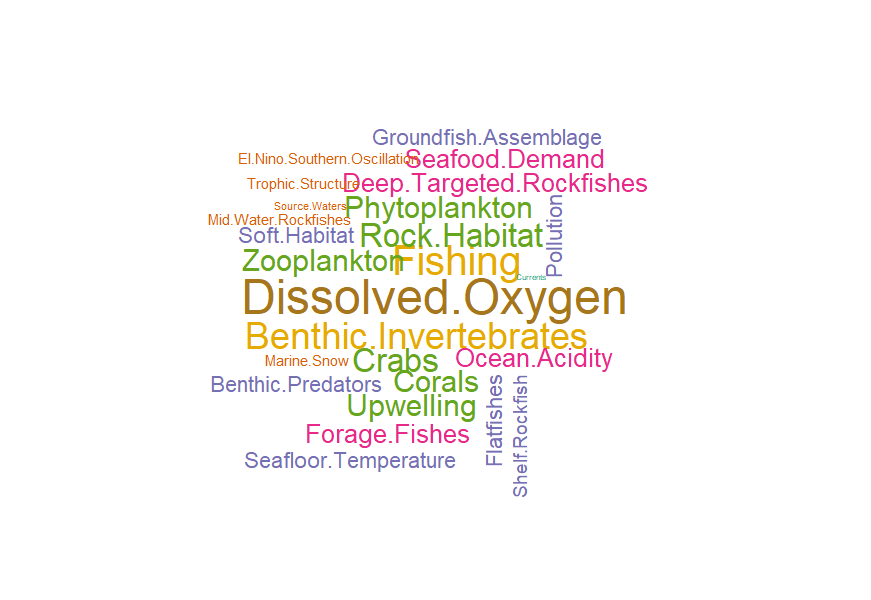 Groundfish.Assemblage
El.Nino.Southern.Oscillation
Seafood.Demand
Trophic.Structure
Deep.Targeted.Rockfishes
Source.Waters
Phytoplankton
Mid.Water.Rockfishes
Soft.Habitat
Rock.Habitat
Pollution
Zooplankton
Fishing
Currents
Dissolved.Oxygen
Benthic.Invertebrates
Marine.Snow
Crabs
Ocean.Acidity
Benthic.Predators
Corals
Upwelling
Flatfishes
Shelf.Rockfish
Forage.Fishes
Seafloor.Temperature